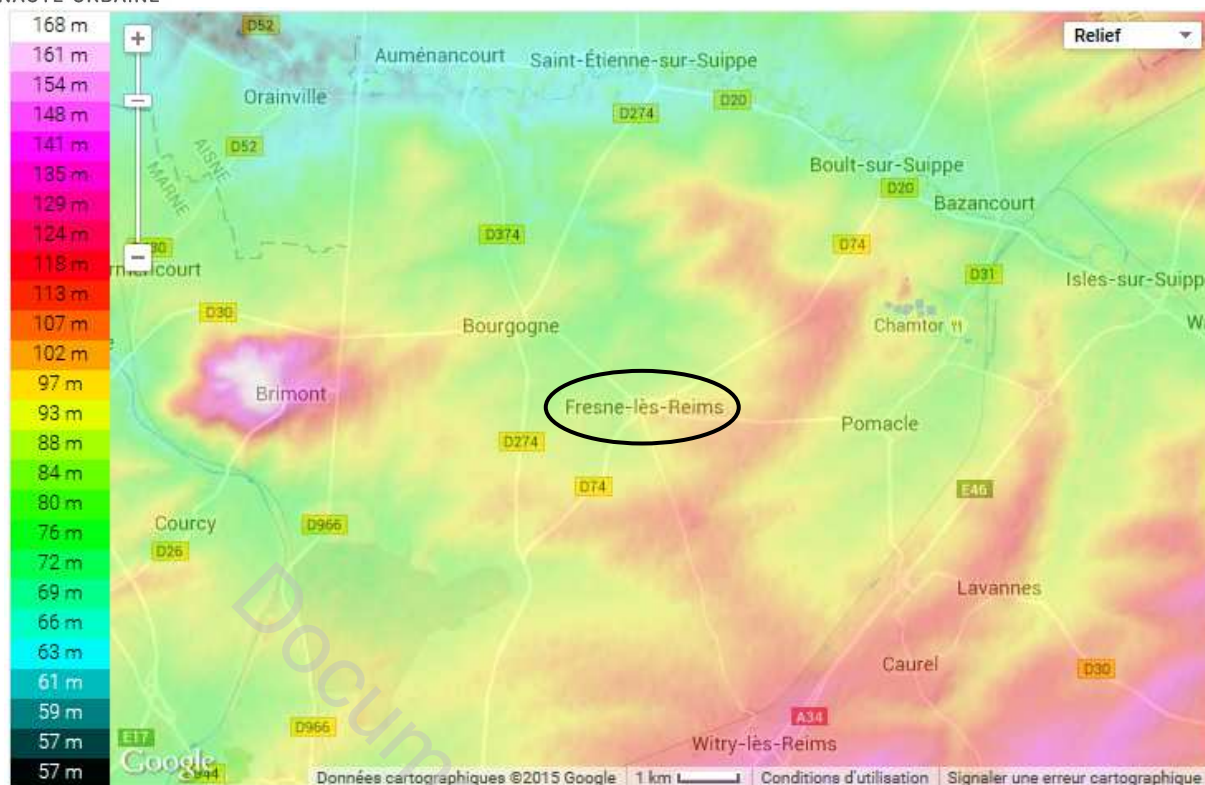 HAUTE URBAINE
168 m
161 m
154 m
148 m
141 m
135 m
129 m
124 m
118 m
113 m
107 m
102 m
97 m
93 m
88 m
84 m
80 m
76 m
72 m
69 m
66 m
63 m
61 m
59 m
57 m
57 m
+
−
Relief
D52
Auménancourt
Saint-Étienne-sur-Suippe
Orainville
D274
D20
D52
AISNE
MARNE
Boult-sur-Suippe
D20
Bazancourt
D374
D74
D31
Isles-sur-Suipp
D30
Bourgogne
Chamtor
Brimont
Fresne-lès-Reims
Pomacle
D274
D74
E46
Courcy
D966
D26
Lavannes
Caurel
D30
A34
D966
Witry-lès-Reims
E17
Google
Docum
Données cartographiques ©2015 Google
1 km
Conditions d'utilisation
Signaler une erreur cartographique